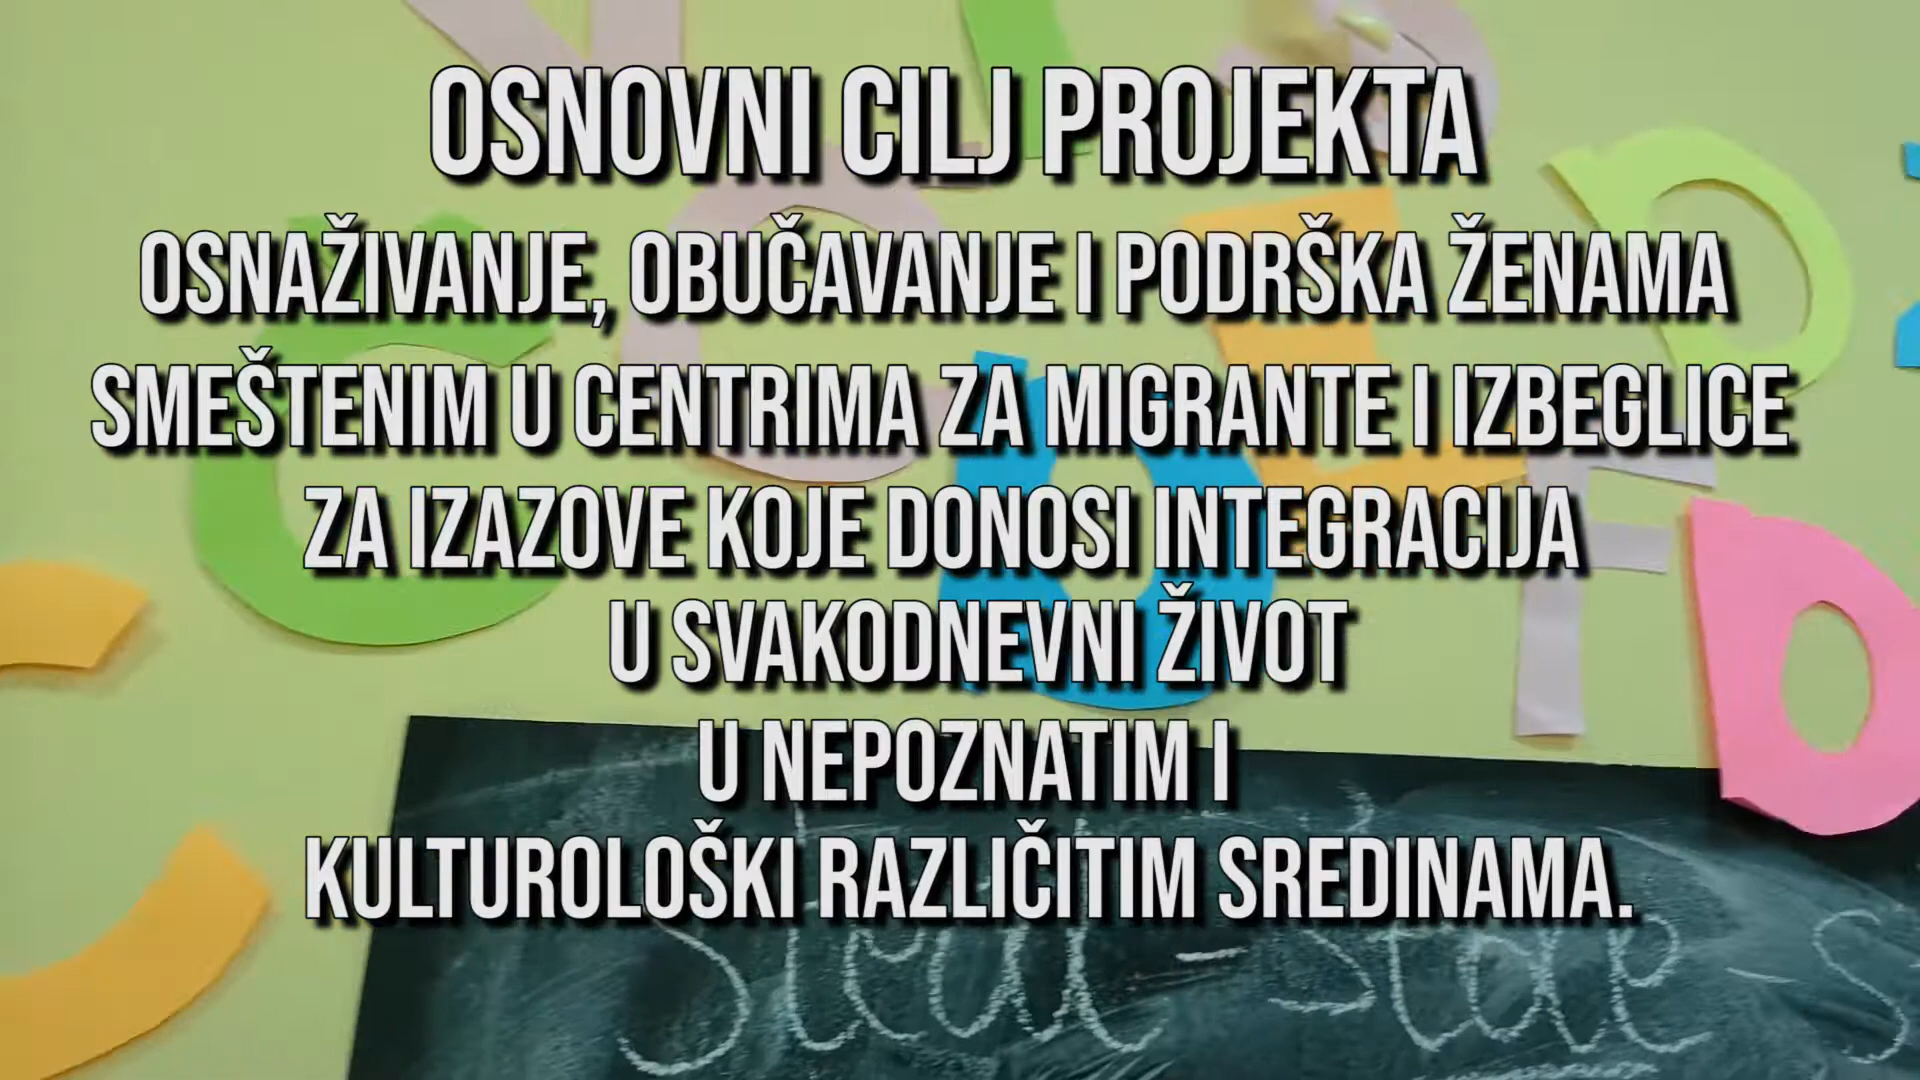 OSNOVNI CILJ PROJEKTA
OSNAŽIVANJE, OBUČAVANJE I PODRŠKA ŽENAMA
SMEŠTENIM U CENTRIMA ZA MIGRANTE I IZBEGLICE
ZA IZAZOVE KOJE DONOSI INTEGRACIJA
U SVAKODNEVNI ŽIVOT
U NEPOZNATIM I
KULTUROLOŠKI RAZLIČITIM SREDINAMA.